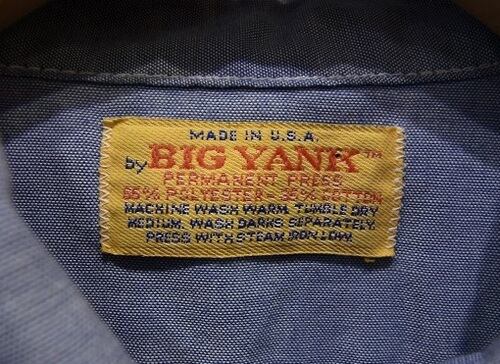 MADE IN U.S.A.
by BIG YANK™
PERMANENT PRESS
65% POLYESTER 35% COTTON
MACHINE WASH WARM. TUMBLE DRY
MEDIUM. WASH DARKS SEPARATELY.
PRESS WITH STEAM IRON LOW.